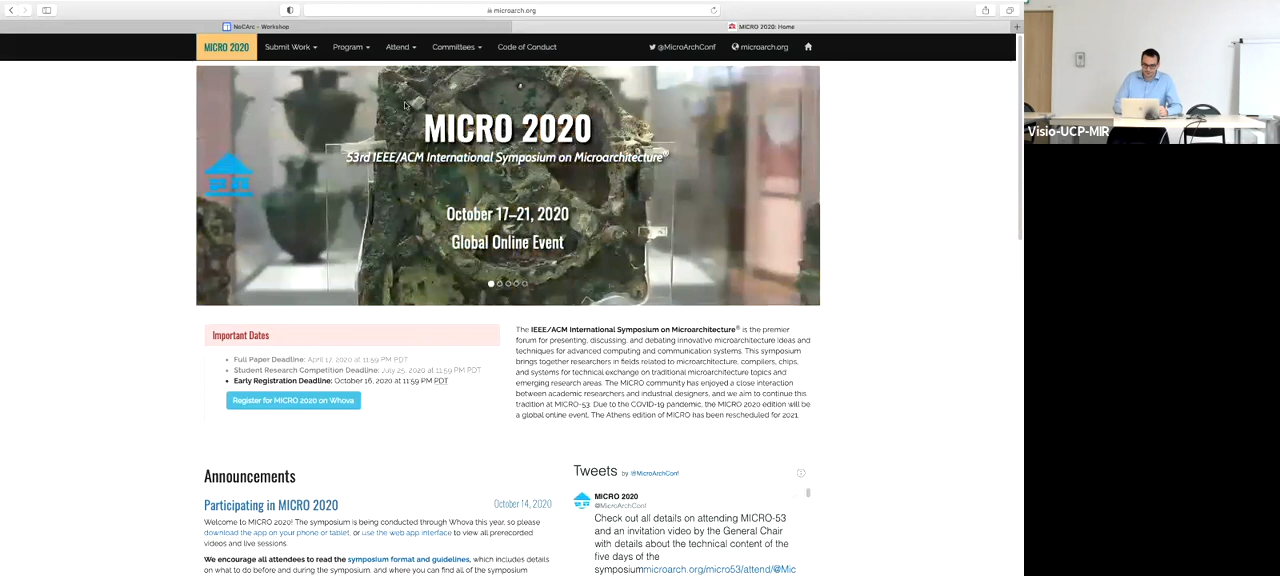 microarch.org
NoCArc - Workshop
MICRO 2020: Home
MICRO 2020
Submit Work
Program
Attend
Committees
Code of Conduct
@MicroArchConf
microarch.org
MICRO 2020
53rd IEEE/ACM International Symposium on Microarchitecture®
October 17–21, 2020
Global Online Event
Important Dates
Full Paper Deadline: April 17, 2020 at 11:59 PM PDT
Student Research Competition Deadline: July 25, 2020 at 11:59 PM PDT
Early Registration Deadline: October 16, 2020 at 11:59 PM PDT
Register for MICRO 2020 on Whova
The IEEE/ACM International Symposium on Microarchitecture® is the premier
forum for presenting, discussing, and debating innovative microarchitecture ideas and
techniques for advanced computing and communication systems. This symposium
brings together researchers in fields related to microarchitecture, compilers, chips,
and systems for technical exchange on traditional microarchitecture topics and
emerging research areas. The MICRO community has enjoyed a close interaction
between academic researchers and industrial designers, and we aim to continue this
tradition at MICRO-53. Due to the COVID-19 pandemic, the MICRO 2020 edition will be
a global online event. The Athens edition of MICRO has been rescheduled for 2021.
Announcements
Participating in MICRO 2020
October 14, 2020
Welcome to MICRO 2020! The symposium is being conducted through Whova this year, so please
download the app on your phone or tablet, or use the web app interface to view all prerecorded
videos and live sessions.
We encourage all attendees to read the symposium format and guidelines, which includes details
on what to do before and during the symposium, and where you can find all of the symposium
Tweets by @MicroArchConf
MICRO 2020
@MicroArchConf
Check out all details on attending MICRO-53
and an invitation video by the General Chair
with details about the technical content of the
five days of the
symposiummicroarch.org/micro53/attend/@Mic
Visio-UCP-MIR